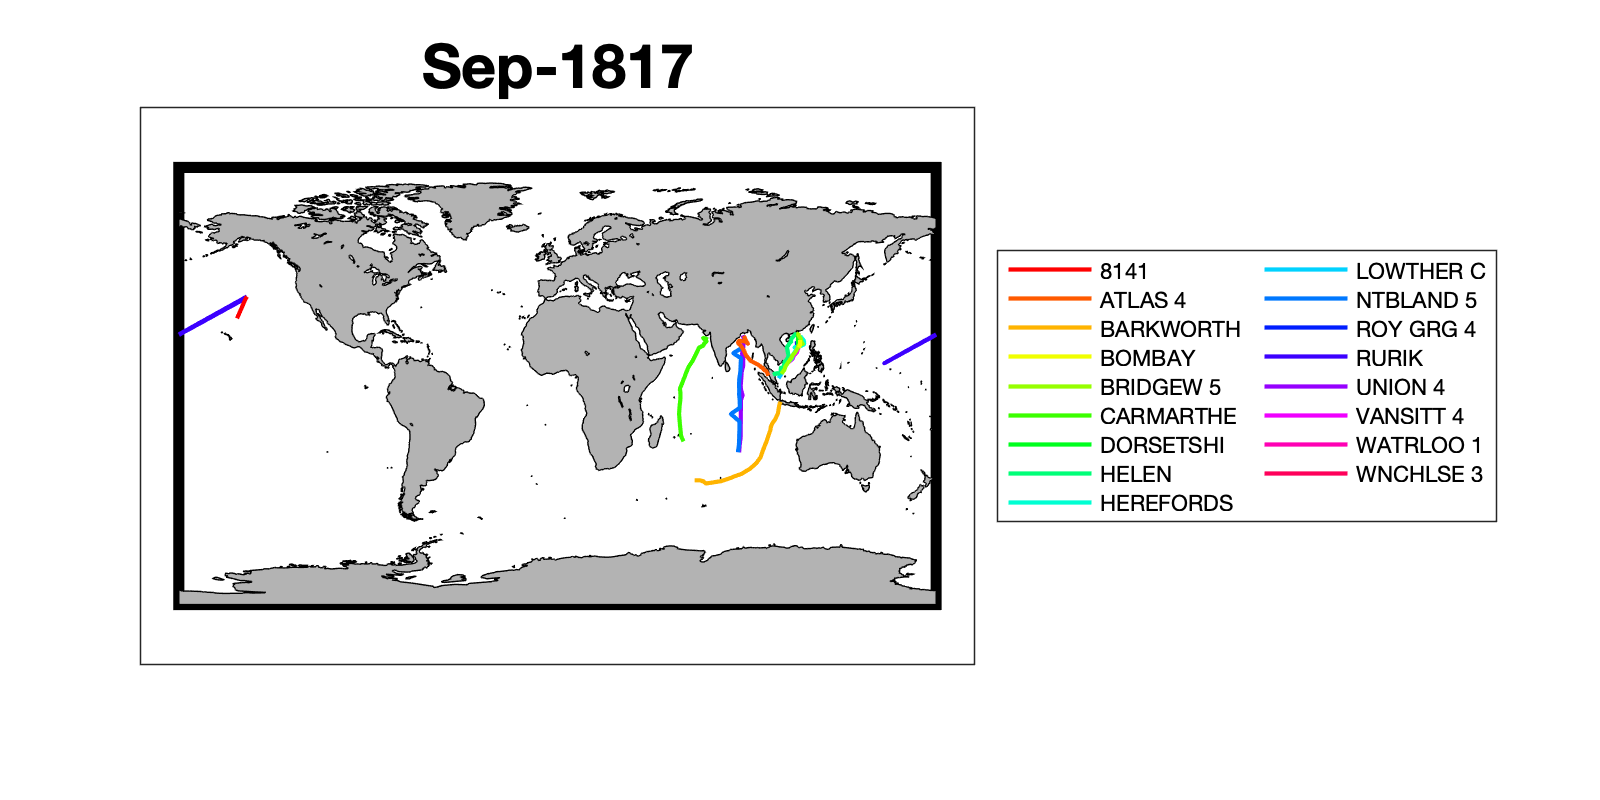 Sep-1817
8141
ATLAS 4
BARKWORTH
BOMBAY
BRIDGEW 5
CARMARTHE
DORSETSHI
HELEN
HEREFORDS
LOWTHER C
NTBLAND 5
ROY GRG 4
RURIK
UNION 4
VANSITT 4
WATRLOO 1
WNCHLSE 3